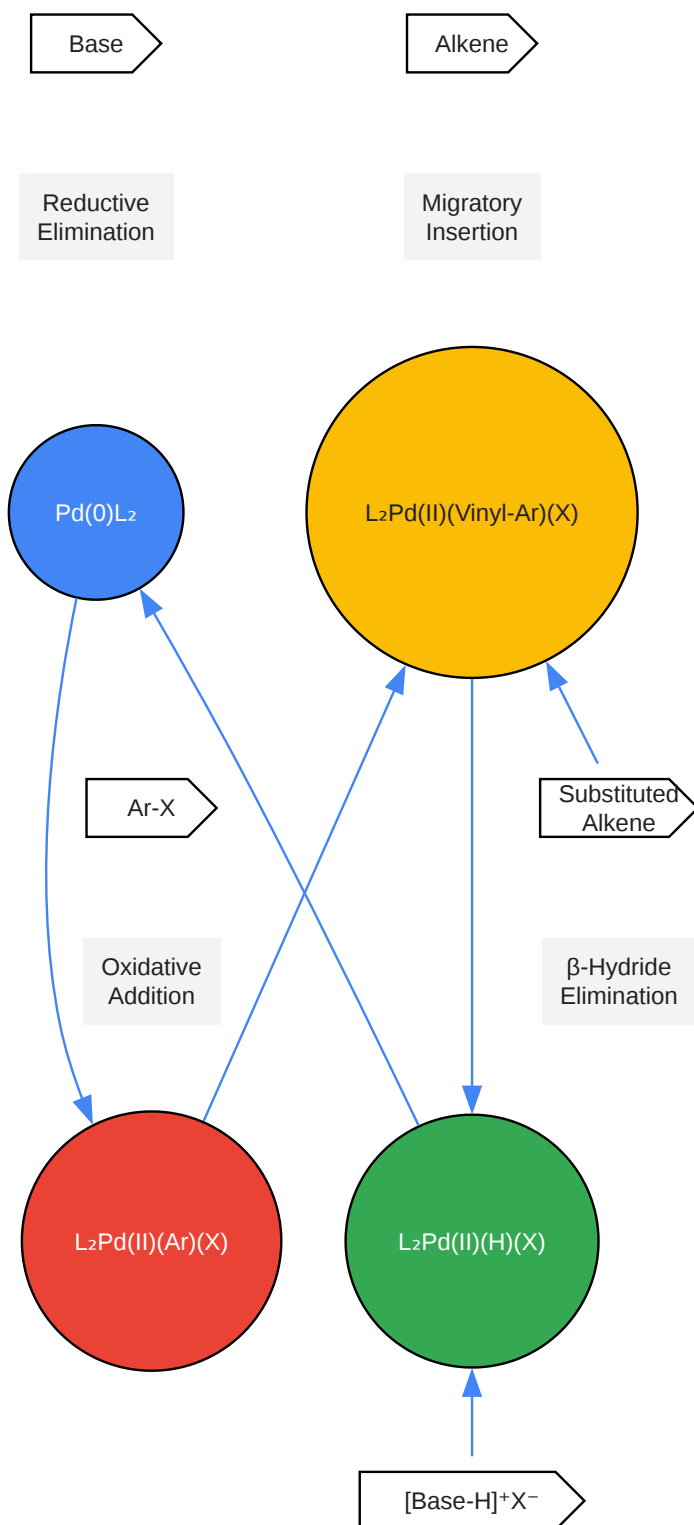 Base
Alkene
Reductive
Elimination
Migratory
Insertion
Pd(0)L₂
L₂Pd(II)(Vinyl-Ar)(X)
Ar-X
Substituted
Alkene
Oxidative
Addition
β-Hydride
Elimination
L₂Pd(II)(Ar)(X)
L₂Pd(II)(H)(X)
[Base-H]⁺X⁻